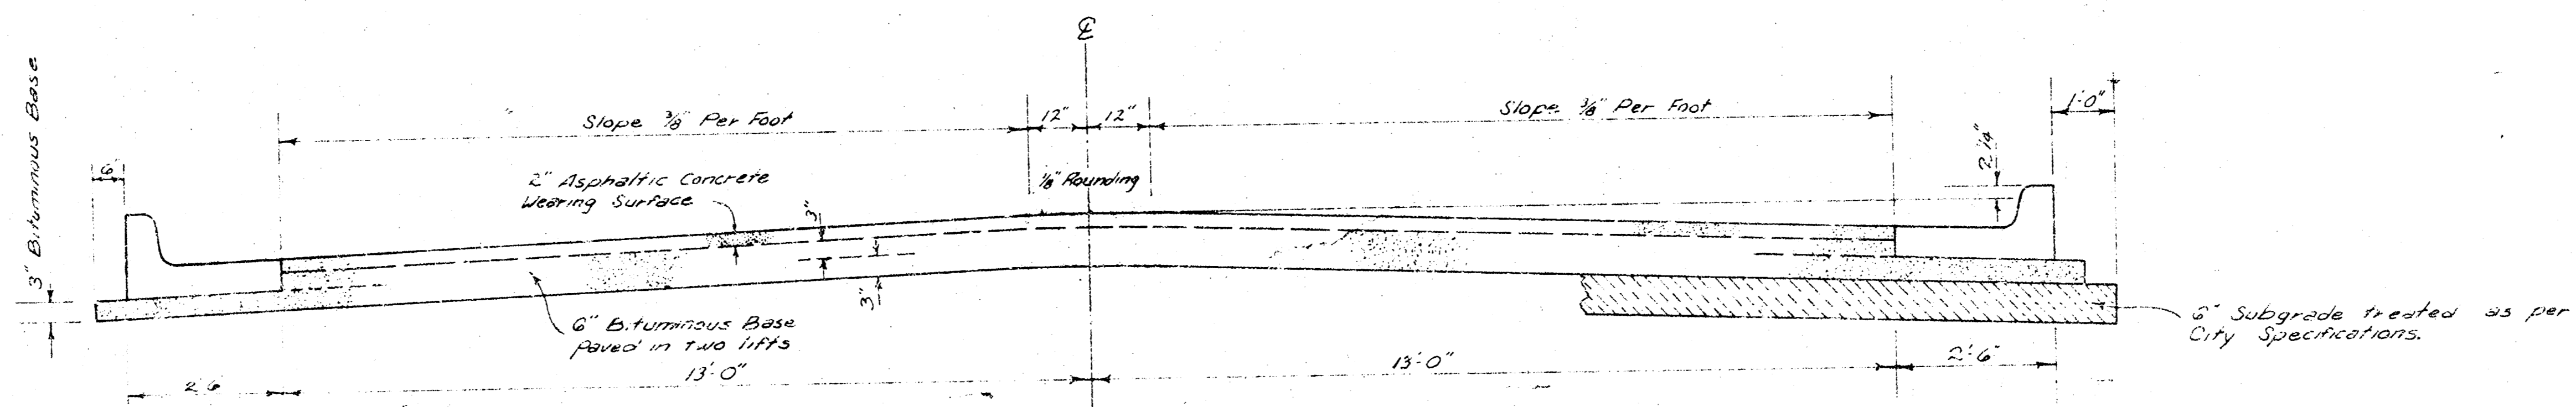 ℄
3" Bituminous Base
Slope 3/8" Per Foot
12"
12"
Slope 3/8" Per Foot
1'-0"
6"
2 1/4"
2" Asphaltic Concrete
Wearing Surface
1/8" Rounding
3"
3"
6" Bituminous Base
Paved in two lifts
6" Subgrade treated as per
City Specifications.
2'6"
13'-0"
13'-0"
2'-6"